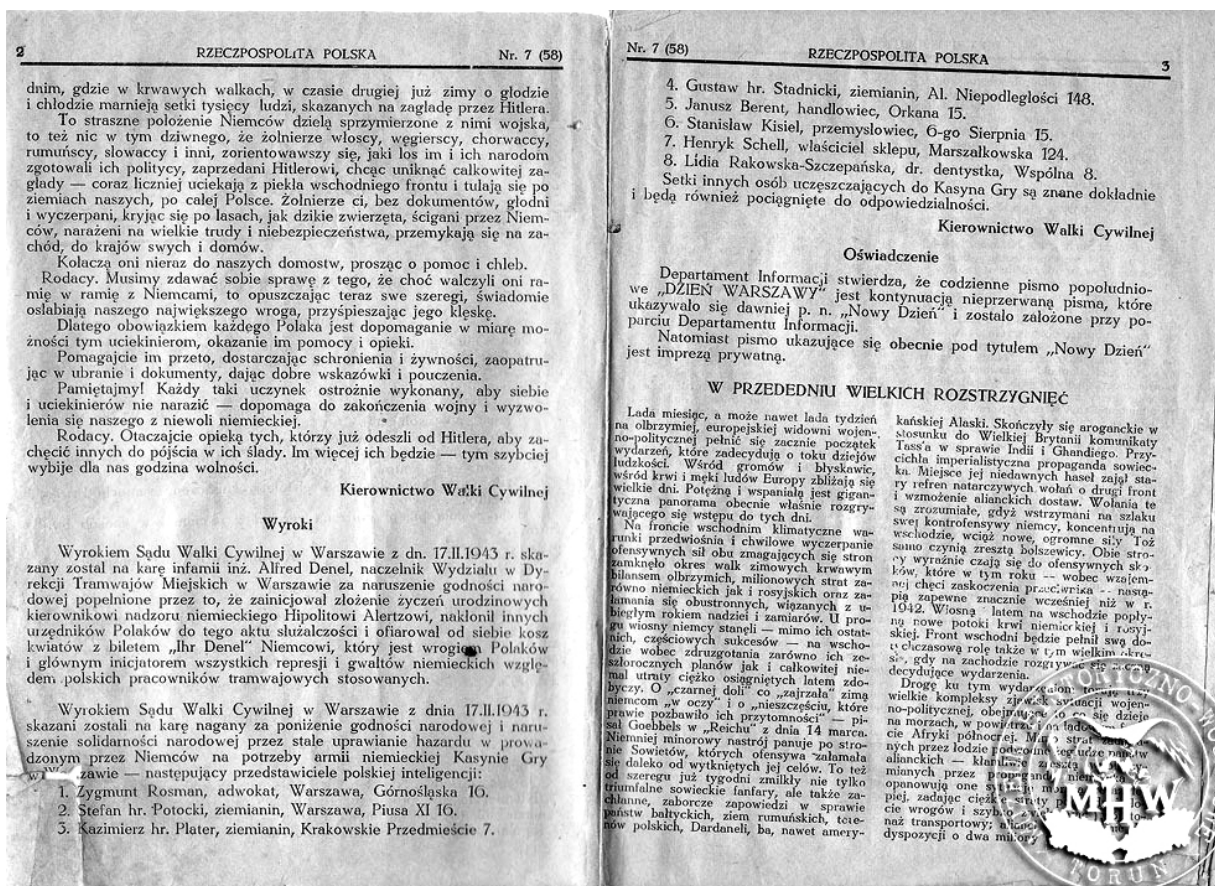 2 RZECZPOSPOLITA POLSKA Nr. 7 (58)
dnim, gdzie w krwawych walkach, w czasie drugiej już zimy o głodzie
i chłodzie marnieją setki tysięcy ludzi, skazanych na zagładę przez Hitlera.
To straszne położenie Niemców dzielą sprzymierzone z nimi wojska,
to też nic w tym dziwnego, że żołnierze włoscy, węgierscy, chorwaccy,
rumuńscy, slowaccy i inni, zorientowawszy się, jaki los im i ich narodom
zgotowali ich politycy, zaprzedani Hitlerowi, chcąc uniknąć całkowitej za-
głady — coraz liczniej uciekają z piekła wschodniego frontu i tułają się po
ziemiach naszych, po całej Polsce. Żołnierze ci, bez dokumentów, głodni
i wyczerpani, kryjąc się po lasach, jak dzikie zwierzęta, ścigani przez Niem-
ców, narażeni na wielkie trudy i niebezpieczeństwa, przemykają się na za-
chód, do krajów swych i domów.
Kołaczą oni nieraz do naszych domostw, prosząc o pomoc i chleb.
Rodacy. Musimy zdawać sobie sprawę z tego, że choć walczyli oni ra-
mię w ramię z Niemcami, to opuszczając teraz swe szeregi, świadomie
osłabiają naszego największego wroga, przyśpieszając jego klęskę.
Dlatego obowiązkiem każdego Polaka jest dopomaganie w miarę mo-
żności tym uciekinierom, okazanie im pomocy i opieki.
Pomagajcie im przeto, dostarczając schronienia i żywności, zaopatru-
jąc w ubranie i dokumenty, dając dobre wskazówki i pouczenia.
Pamiętajmy! Każdy taki uczynek ostrożnie wykonany, aby siebie
i uciekinierów nie narazić — dopomaga do zakończenia wojny i wyzwo-
lenia się naszego z niewoli niemieckiej.
Rodacy. Otaczajcie opieką tych, którzy już odeszli od Hitlera, aby za-
chęcić innych do pójścia w ich ślady. Im więcej ich będzie — tym szybciej
wybije dla nas godzina wolności.
Kierownictwo Walki Cywilnej
Wyroki
Wyrokiem Sądu Walki Cywilnej w Warszawie z dn. 17.II.1943 r. ska-
zany został na karę infamii inż. Alfred Denel, naczelnik Wydziału w Dy-
rekcji Tramwajów Miejskich w Warszawie za naruszenie godności naro-
dowej popełnione przez to, że zainicjował złożenie życzeń urodzinowych
kierownikowi nadzoru niemieckiego Hipolitowi Alertzowi, nakłonił innych
urzędników Polaków do tego aktu służalczości i ofiarował od siebie kosz
kwiatów z biletem „Ihr Denel" Niemcowi, który jest wrogiem Polaków
i głównym inicjatorem wszystkich represji i gwałtów niemieckich wzglę-
dem polskich pracowników tramwajowych stosowanych.
Wyrokiem Sądu Walki Cywilnej w Warszawie z dnia 17.II.1943 r.
skazani zostali na karę nagany za poniżenie godności narodowej i naru-
szenie solidarności narodowej przez stałe uprawianie hazardu w prowa-
dzonym przez Niemców na potrzeby armii niemieckiej Kasynie Gry
w Warszawie — następujący przedstawiciele polskiej inteligencji:
1. Zygmunt Rosman, adwokat, Warszawa, Górnośląska 16.
2. Stefan hr. Potocki, ziemianin, Warszawa, Piusa XI 16.
3. Kazimierz hr. Plater, ziemianin, Krakowskie Przedmieście 7.
Nr. 7 (58) RZECZPOSPOLITA POLSKA 3
4. Gustaw hr. Stadnicki, ziemianin, Al. Niepodległości 148.
5. Janusz Berent, handlowiec, Orkana 15.
6. Stanisław Kisiel, przemysłowiec, 6-go Sierpnia 15.
7. Henryk Schell, właściciel sklepu, Marszałkowska 124.
8. Lidia Rakowska-Szczepańska, dr. dentystka, Wspólna 8.
Setki innych osób uczęszczających do Kasyna Gry są znane dokładnie
i będą również pociągnięte do odpowiedzialności.
Kierownictwo Walki Cywilnej
Oświadczenie
Departament Informacji stwierdza, że codzienne pismo popołudnio-
we „DZIEŃ WARSZAWY" jest kontynuacją nieprzerwaną pisma, które
ukazywało się dawniej p. n. „Nowy Dzień" i zostało założone przy po-
parciu Departamentu Informacji.
Natomiast pismo ukazujące się obecnie pod tytułem „Nowy Dzień"
jest imprezą prywatną.
W PRZEDEDNIU WIELKICH ROZSTRZYGNIĘĆ
Lada miesiąc, a może nawet lada tydzień
na olbrzymiej, europejskiej widowni wojen-
no-politycznej pełnić się zacznie początek
wydarzeń, które zadecydują o toku dziejów
ludzkości. Wśród gromów i błyskawic,
wśród krwi i męki ludów Europy zbliżają się
wielkie dni. Potężną i wspaniałą jest gigan-
tyczna panorama obecnie właśnie rozgry-
wającego się wstępu do tych dni.
Na froncie wschodnim klimatyczne wa-
runki przedwiośnia i chwilowe wyczerpanie
ofensywnych sił obu zmagających się stron
zamknęło okres walk zimowych krwawym
bilansem olbrzymich, milionowych strat za-
równo niemieckich jak i rosyjskich oraz za-
łamania się obustronnych, wiązanych z u-
biegłym rokiem nadziei i zamiarów. U pro-
gu wiosny niemcy stanęli — mimo ich ostat-
nich, częściowych sukcesów — na wscho-
dzie wobec zdruzgotania zarówno ich ze-
szłorocznych planów jak i całkowitej nie-
mal utraty ciężko osiągniętych latem zdo-
byczy. O „czarnej doli" co „zajrzała" zimą
niemcom „w oczy" i o „nieszczęściu, które
prawie pozbawiło ich przytomności" — pi-
sał Goebbels w „Reichu" z dnia 14 marca.
Niemniej minorowy nastrój panuje po stro-
nie Sowietów, których ofensywa załamała
się daleko od wytkniętych jej celów. To też
od szeregu już tygodni zmilkły nie tylko
triumfalne sowieckie fanfary, ale także za-
chłanne, zaborcze zapowiedzi w sprawie
państw bałtyckich, ziem rumuńskich, tere-
nów polskich, Dardaneli, ba, nawet amery-
kańskiej Alaski. Skończyły się aroganckie w
stosunku do Wielkiej Brytanii komunikaty
Tass'a w sprawie Indii i Ghandiego. Przy-
cichła imperialistyczna propaganda sowiec-
ka. Miejsce jej niedawnych haseł zajął sta-
ry refren natarczywych wołań o drugi front
i wzmożenie alianckich dostaw. Wołania te
są zrozumiałe, gdyż wstrzymani na szlaku
swej kontrofensywy niemcy, koncentrują na
wschodzie, wciąż nowe, ogromne siły Toż
samo czynią zresztą bolszewicy. Obie stro-
ny wyraźnie czają się do ofensywnych sko-
ków, które w tym roku -- wobec wzajem-
nej chęci zaskoczenia przeciwnika -- nastą-
pią zapewne znacznie wcześniej niż w r.
1942. Wiosną i latem na wschodzie popły-
ną nowe potoki krwi niemieckiej i rosyj-
skiej. Front wschodni będzie pełnił swą do-
tychczasową rolę także w tym wielkim okre-
sie, gdy na zachodzie rozgrywać się zaczną
decydujące wydarzenia.
Drogę ku tym wydarzeniom torują trzy
wielkie kompleksy zjawisk sytuacji wojen-
no-politycznej, obejmujące to co się dzieje
na morzach, w powietrzu
cie Afryki północnej.
nych przez łodzie podwodne
alianckich — kłamliwie zresztą
mianych przez propagandę
opanowują one
piej, zadając ciężkie straty
cie wrogów i szybko
naż transportowy;
dyspozycji o dwa miliony
MHW
TORUŃ